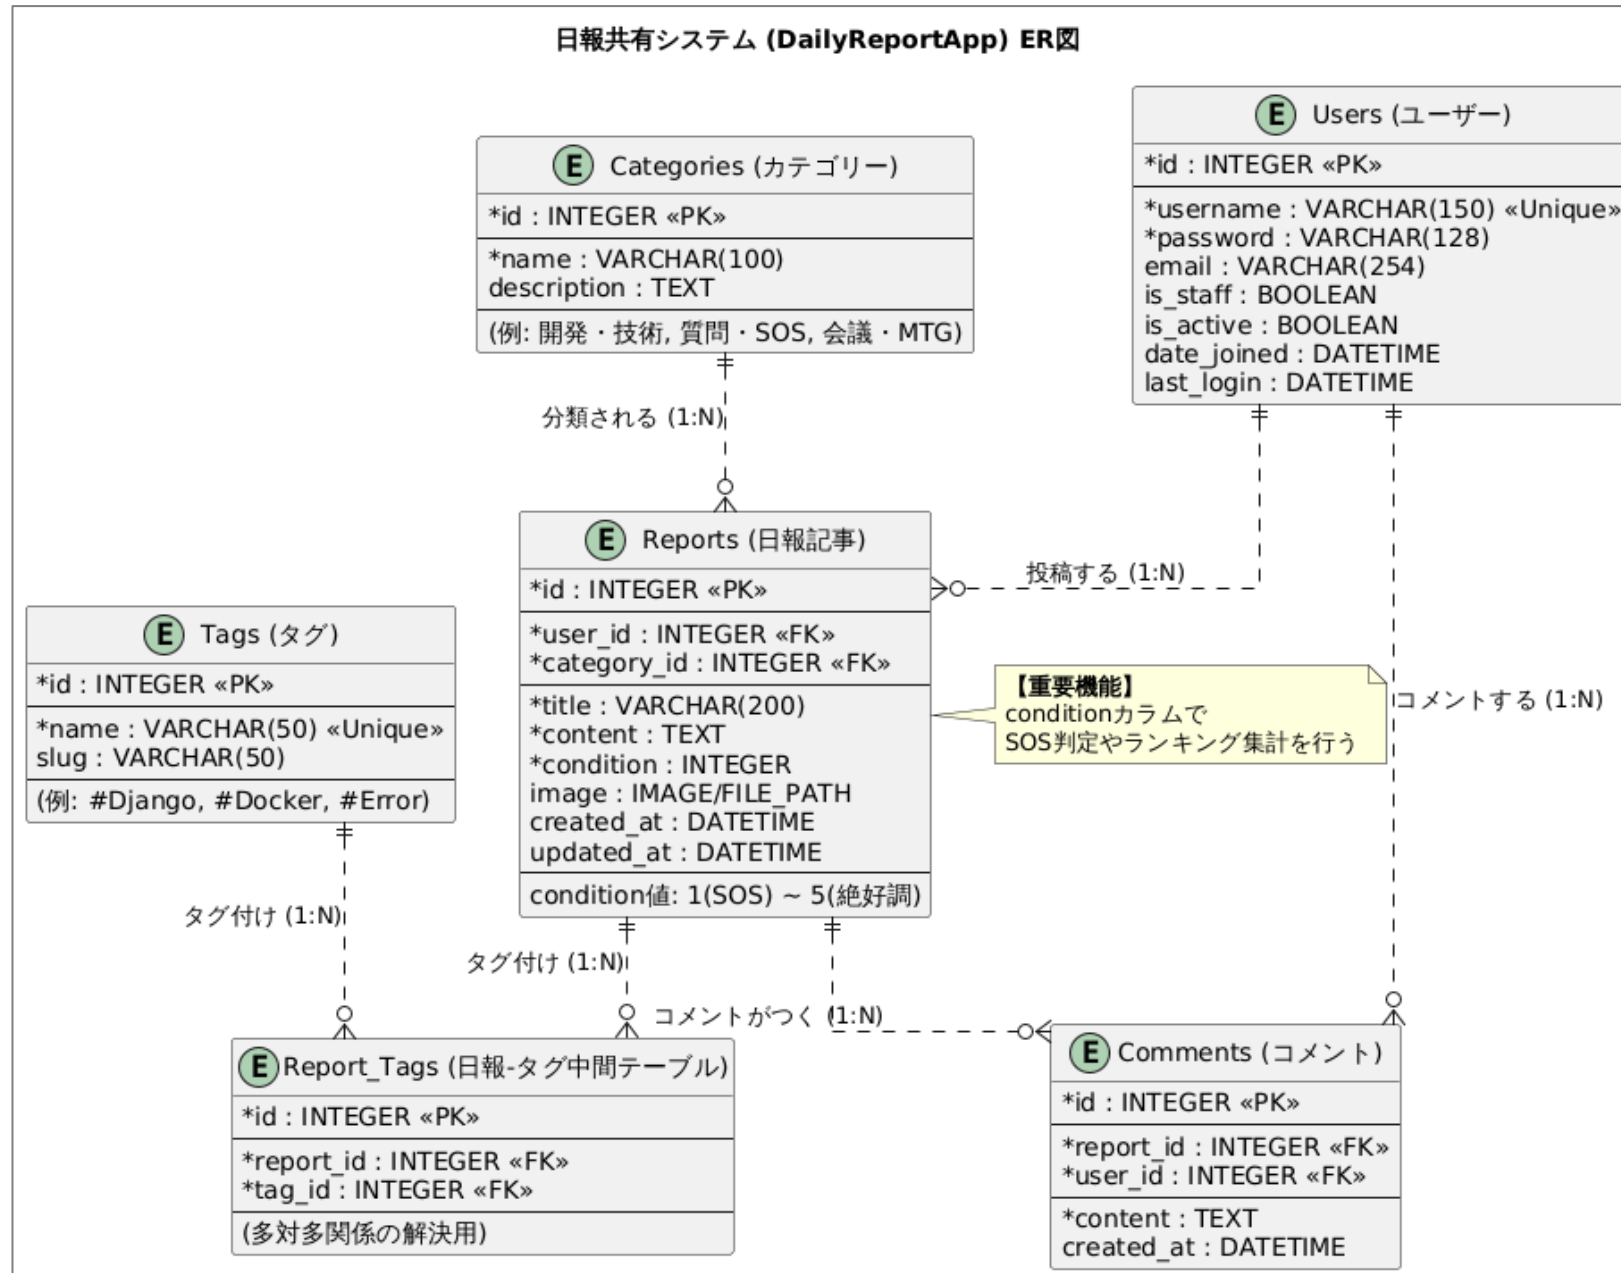 日報共有システム (DailyReportApp) ER図
E Users (ユーザー)
*id : INTEGER «PK»
*username : VARCHAR(150) «Unique»
*password : VARCHAR(128)
email : VARCHAR(254)
is_staff : BOOLEAN
is_active : BOOLEAN
date_joined : DATETIME
last_login : DATETIME
E Categories (カテゴリー)
*id : INTEGER «PK»
*name : VARCHAR(100)
description : TEXT
(例: 開発・技術, 質問・SOS, 会議・MTG)
分類される (1:N)
E Reports (日報記事)
*id : INTEGER «PK»
*user_id : INTEGER «FK»
*category_id : INTEGER «FK»
*title : VARCHAR(200)
*content : TEXT
*condition : INTEGER
image : IMAGE/FILE_PATH
created_at : DATETIME
updated_at : DATETIME
condition値: 1(SOS) ~ 5(絶好調)
投稿する (1:N)
【重要機能】
conditionカラムで
SOS判定やランキング集計を行う
コメントする (1:N)
E Tags (タグ)
*id : INTEGER «PK»
*name : VARCHAR(50) «Unique»
slug : VARCHAR(50)
(例: #Django, #Docker, #Error)
タグ付け (1:N)
タグ付け (1:N)
コメントがつく (1:N)
E Report_Tags (日報-タグ中間テーブル)
*id : INTEGER «PK»
*report_id : INTEGER «FK»
*tag_id : INTEGER «FK»
(多対多関係の解決用)
E Comments (コメント)
*id : INTEGER «PK»
*report_id : INTEGER «FK»
*user_id : INTEGER «FK»
*content : TEXT
created_at : DATETIME